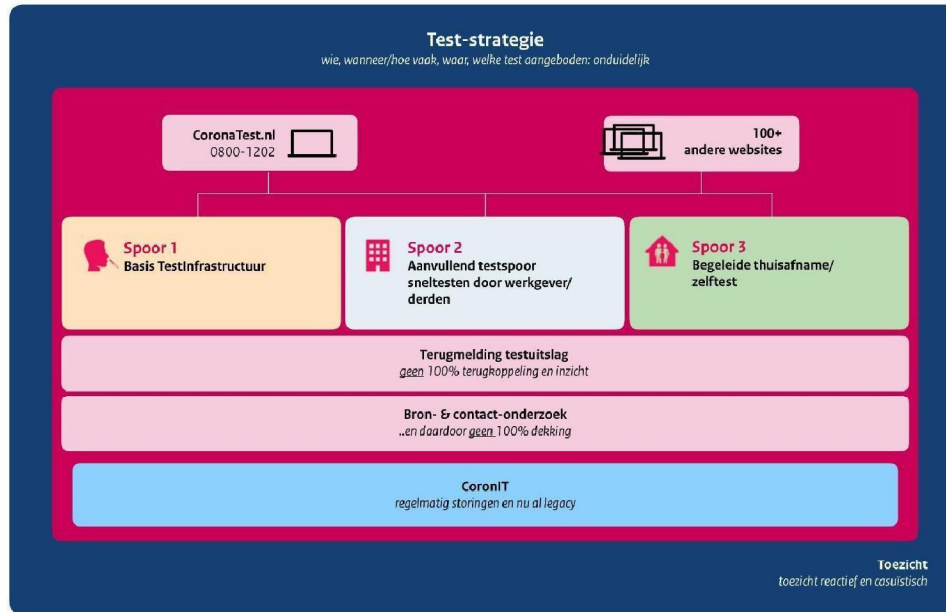 Test-strategie
wie, wanneer/hoe vaak, waar, welke test aangeboden: onduidelijk
CoronaTest.nl
0800-1202
100+
andere websites
Spoor 1
Basis TestInfrastructuur
Spoor 2
Aanvullend testspoor
sneltesten door werkgever/
derden
Spoor 3
Begeleide thuisafname/
zelftest
Terugmelding testuitslag
geen 100% terugkoppeling en inzicht
Bron- & contact-onderzoek
..en daardoor geen 100% dekking
CoronIT
regelmatig storingen en nu al legacy
Toezicht
toezicht reactief en casuïstisch